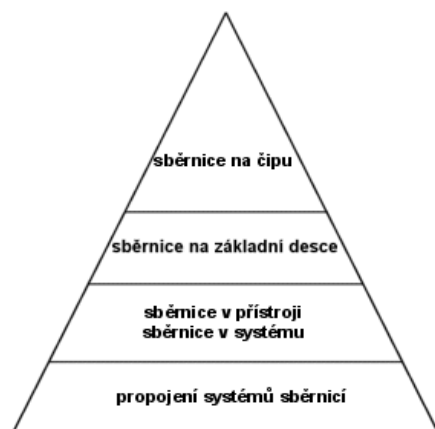 sběrnice na čipu
sběrnice na základní desce
sběrnice v přístroji
sběrnice v systému
propojení systémů sběrnicí